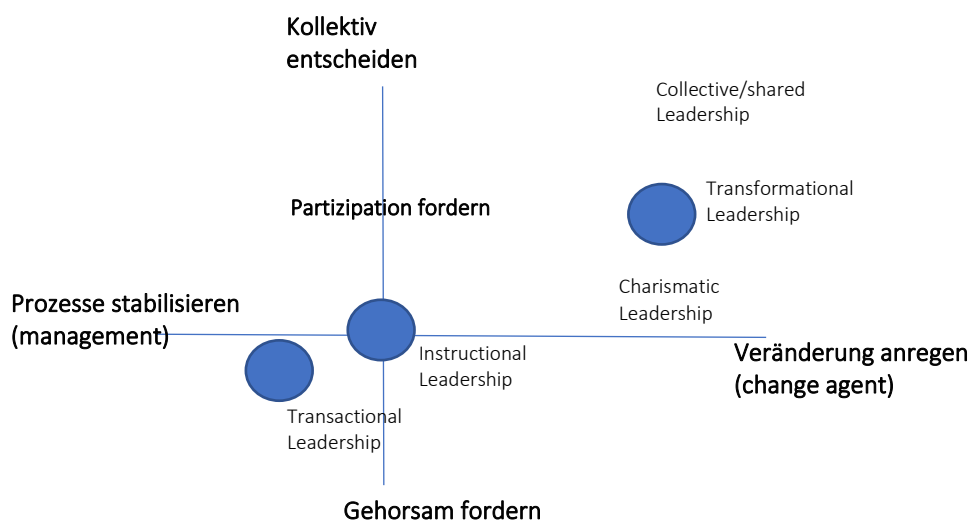 Kollektiv
entscheiden
Collective/shared
Leadership
Transformational
Leadership
Partizipation fordern
Charismatic
Leadership
Prozesse stabilisieren
(management)
Instructional
Leadership
Veränderung anregen
(change agent)
Transactional
Leadership
Gehorsam fordern